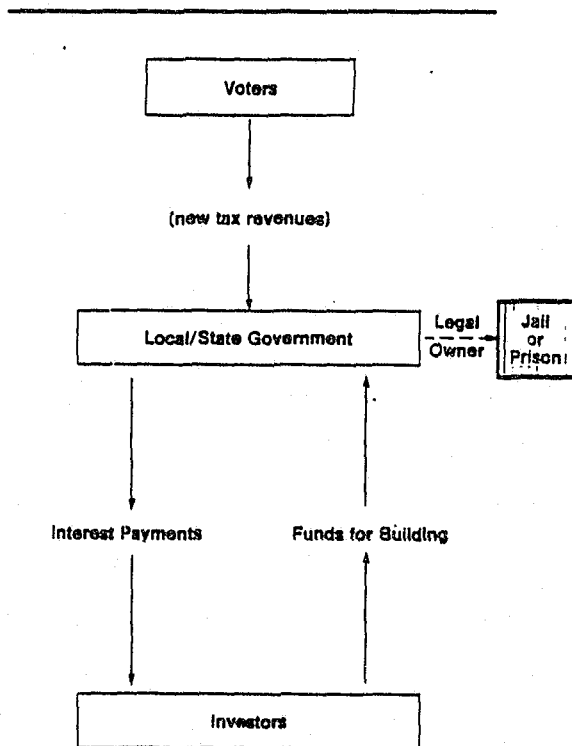 Voters
(new tax revenues)
Local/State Government
Legal
Owner
Jail
or
Prison
Interest Payments
Funds for Building
Investors